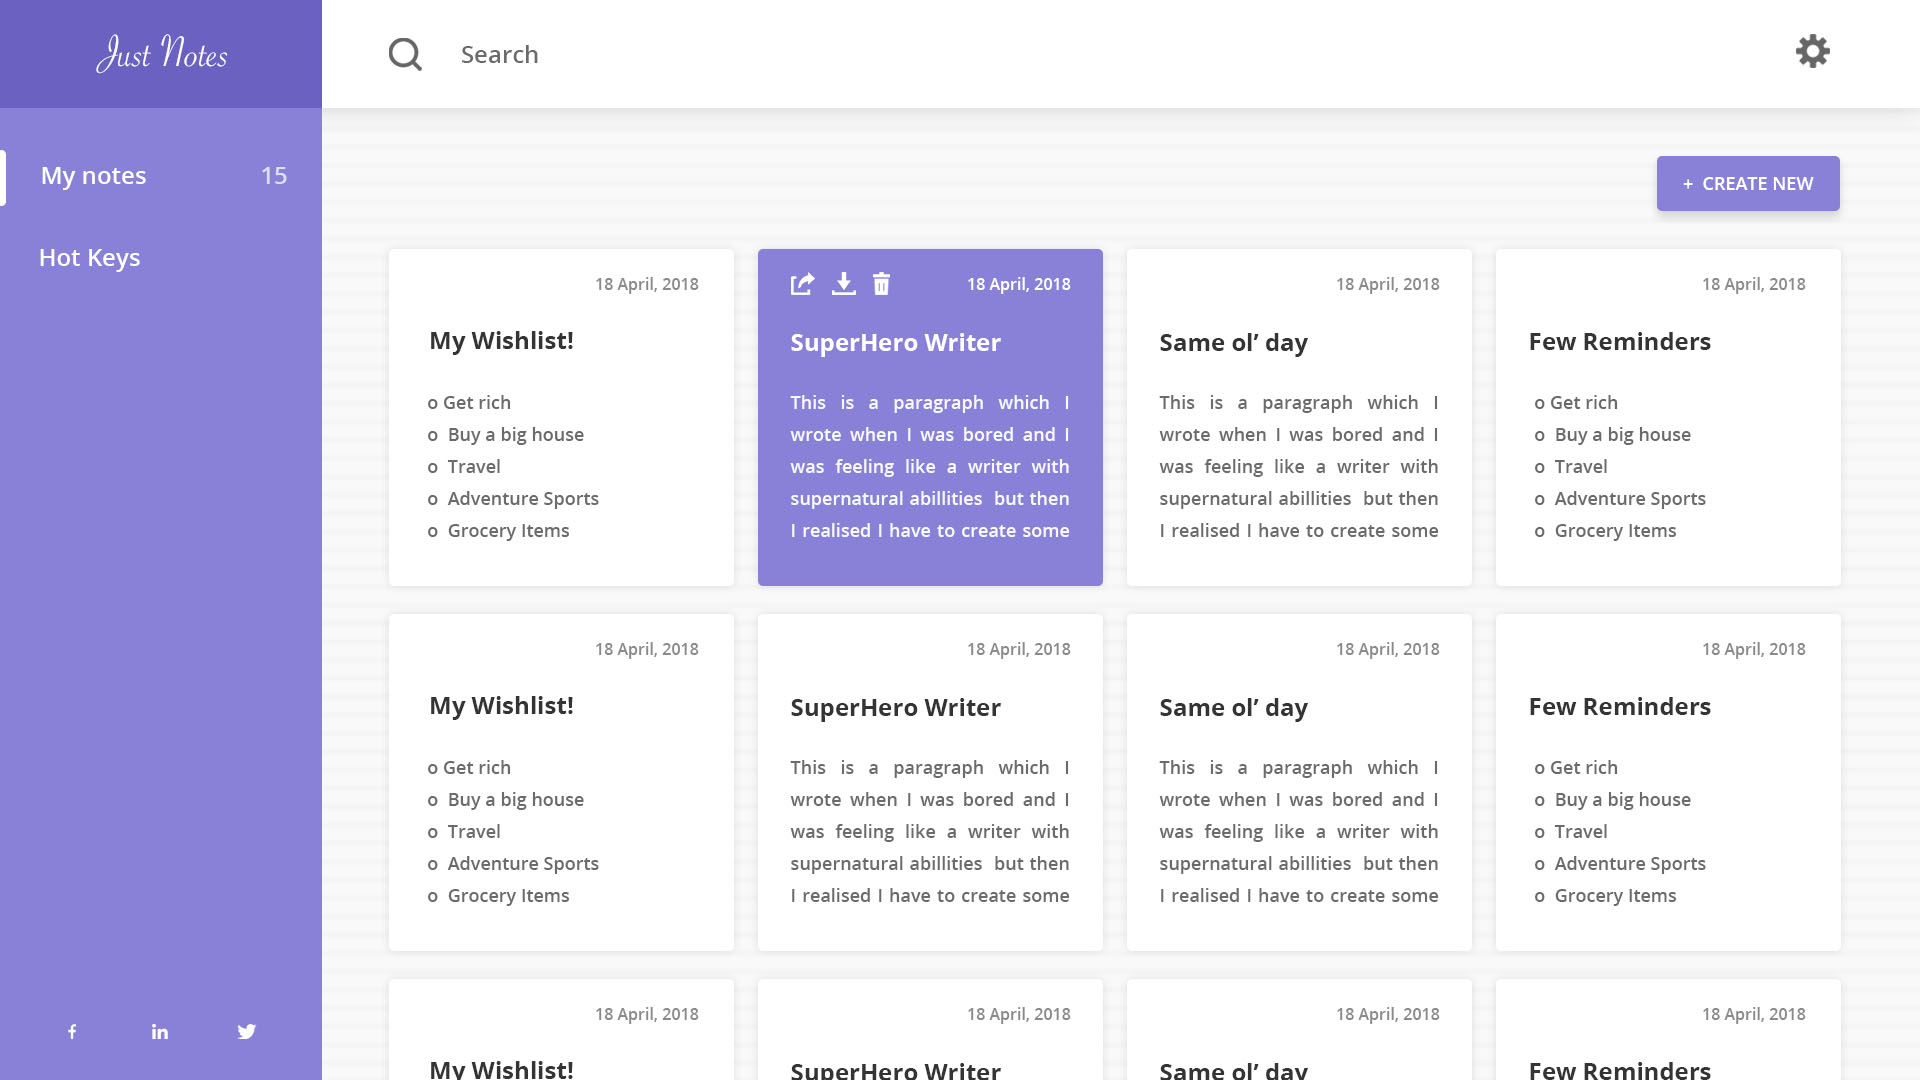 Just Notes
Search
My notes 15
Hot Keys
+ CREATE NEW
18 April, 2018
My Wishlist!
o Get rich
o Buy a big house
o Travel
o Adventure Sports
o Grocery Items
18 April, 2018
SuperHero Writer
This is a paragraph which I
wrote when I was bored and I
was feeling like a writer with
supernatural abillities but then
I realised I have to create some
18 April, 2018
Same ol’ day
This is a paragraph which I
wrote when I was bored and I
was feeling like a writer with
supernatural abillities but then
I realised I have to create some
18 April, 2018
Few Reminders
o Get rich
o Buy a big house
o Travel
o Adventure Sports
o Grocery Items
18 April, 2018
My Wishlist!
o Get rich
o Buy a big house
o Travel
o Adventure Sports
o Grocery Items
18 April, 2018
SuperHero Writer
This is a paragraph which I
wrote when I was bored and I
was feeling like a writer with
supernatural abillities but then
I realised I have to create some
18 April, 2018
Same ol’ day
This is a paragraph which I
wrote when I was bored and I
was feeling like a writer with
supernatural abillities but then
I realised I have to create some
18 April, 2018
Few Reminders
o Get rich
o Buy a big house
o Travel
o Adventure Sports
o Grocery Items
18 April, 2018
My Wishlist!
18 April, 2018
SuperHero Writer
18 April, 2018
Same ol’ day
18 April, 2018
Few Reminders
f
in